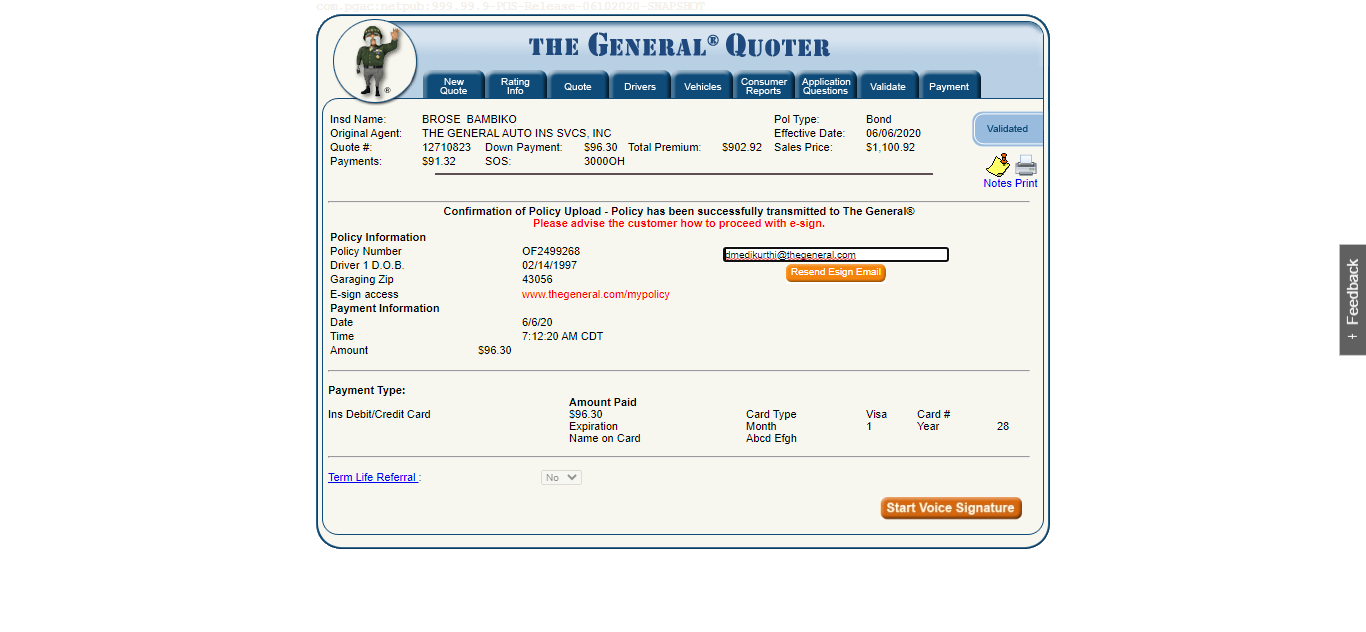 com.pgac:netpub:999.99.9-POS-Release-06102020-SNAPSHOT
THE GENERAL® QUOTER
®
New Quote Rating Info Quote Drivers Vehicles Consumer Reports Application Questions Validate Payment
Insd Name: BROSE BAMBIKO Pol Type: Bond
Original Agent: THE GENERAL AUTO INS SVCS, INC Effective Date: 06/06/2020
Validated
Quote #: 12710823 Down Payment: $96.30 Total Premium: $902.92 Sales Price: $1,100.92
Payments: $91.32 SOS: 3000OH
Notes Print
Confirmation of Policy Upload - Policy has been successfully transmitted to The General®
Please advise the customer how to proceed with e-sign.
Policy Information
Policy Number OF2499268 dmedikurthi@thegeneral.com
Driver 1 D.O.B. 02/14/1997 Resend Esign Email
Garaging Zip 43056
E-sign access www.thegeneral.com/mypolicy
Payment Information
Date 6/6/20
Time 7:12:20 AM CDT
Amount $96.30
Payment Type:
Amount Paid
Ins Debit/Credit Card $96.30 Card Type Visa Card #
Expiration Month 1 Year 28
Name on Card Abcd Efgh
Term Life Referral : No
Start Voice Signature
+ Feedback